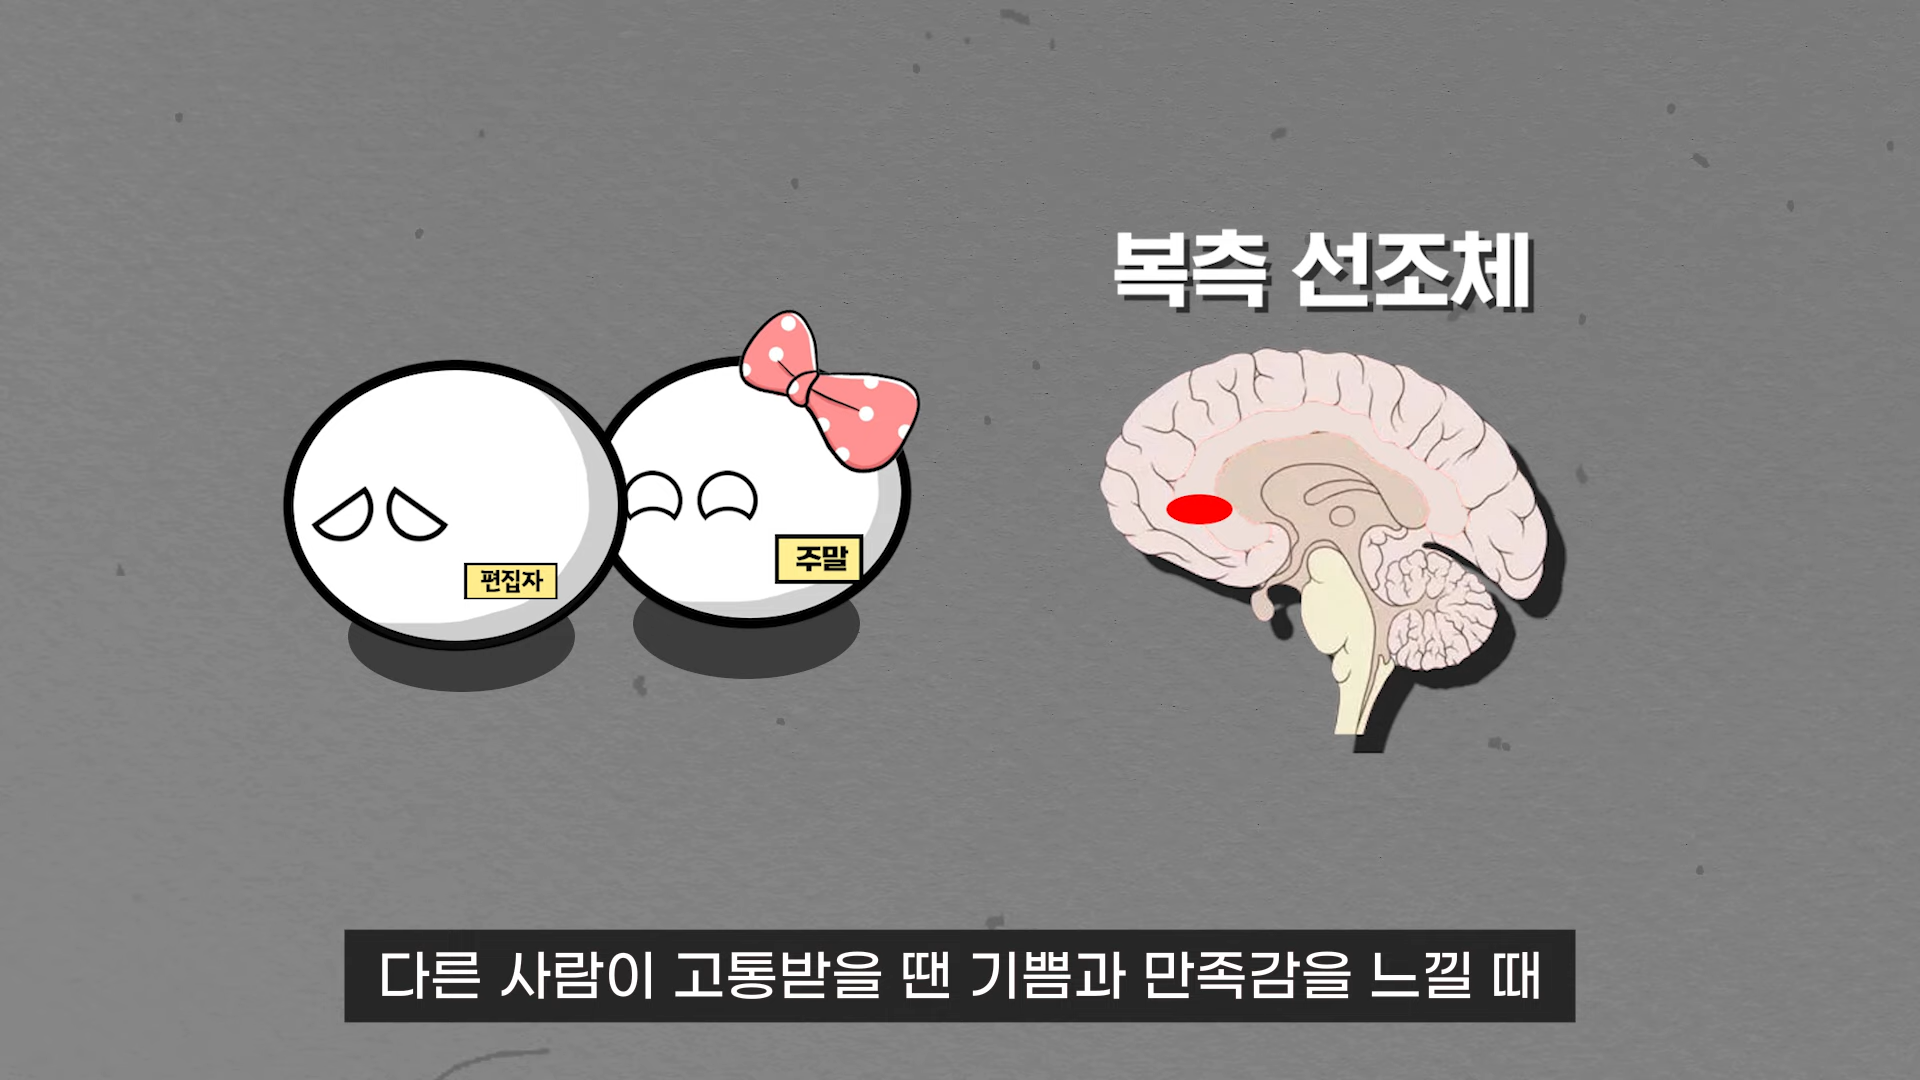 복측 선조체
편집자
주말
다른 사람이 고통받을 땐 기쁨과 만족감을 느낄 때